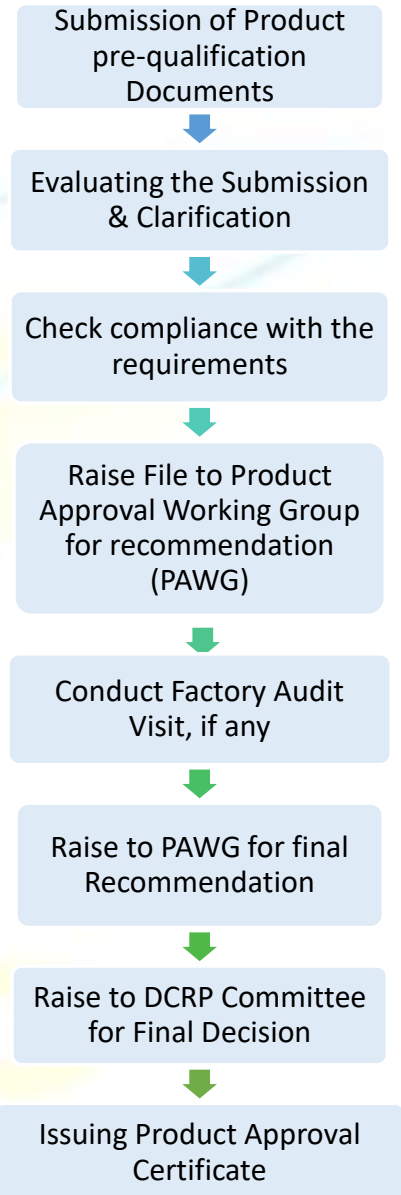 Submission of Product
pre-qualification
Documents
Evaluating the Submission
& Clarification
Check compliance with the
requirements
Raise File to Product
Approval Working Group
for recommendation
(PAWG)
Conduct Factory Audit
Visit, if any
Raise to PAWG for final
Recommendation
Raise to DCRP Committee
for Final Decision
Issuing Product Approval
Certificate